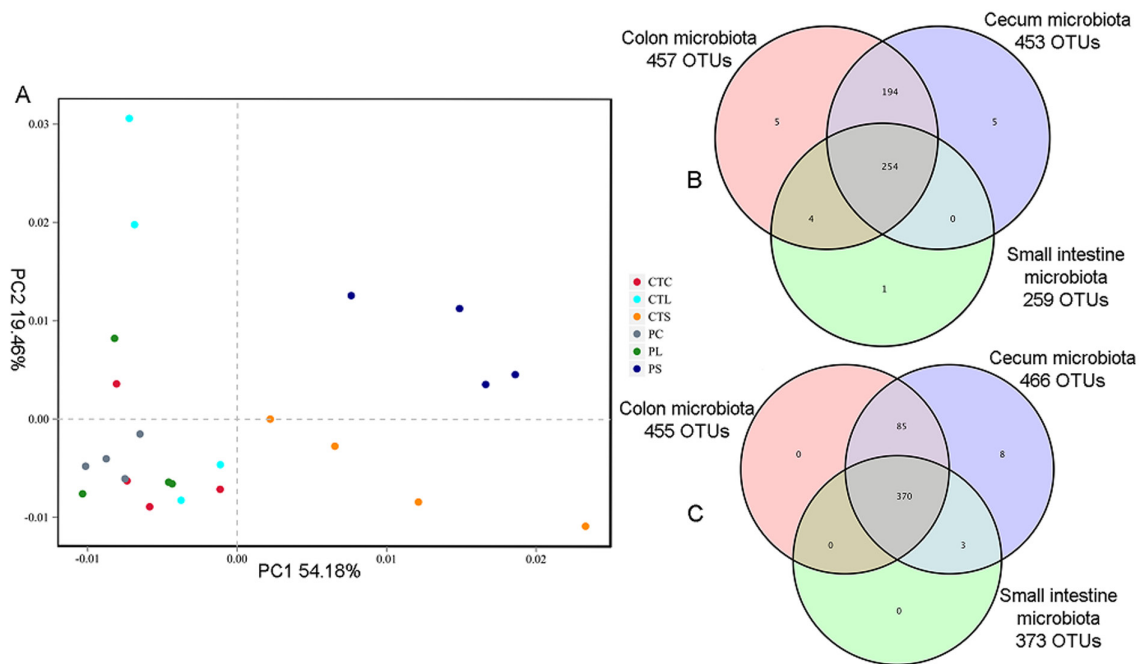 A
0.03
0.02
0.01
0.00
-0.01
PC2 19.46%
-0.01
0.00
0.01
0.02
PC1 54.18%
CTC
CTL
CTS
PC
PL
PS
B
Colon microbiota
457 OTUs
Cecum microbiota
453 OTUs
194
5
5
254
4
0
1
Small intestine
microbiota
259 OTUs
C
Colon microbiota
455 OTUs
Cecum microbiota
466 OTUs
85
0
8
370
0
3
0
Small intestine
microbiota
373 OTUs